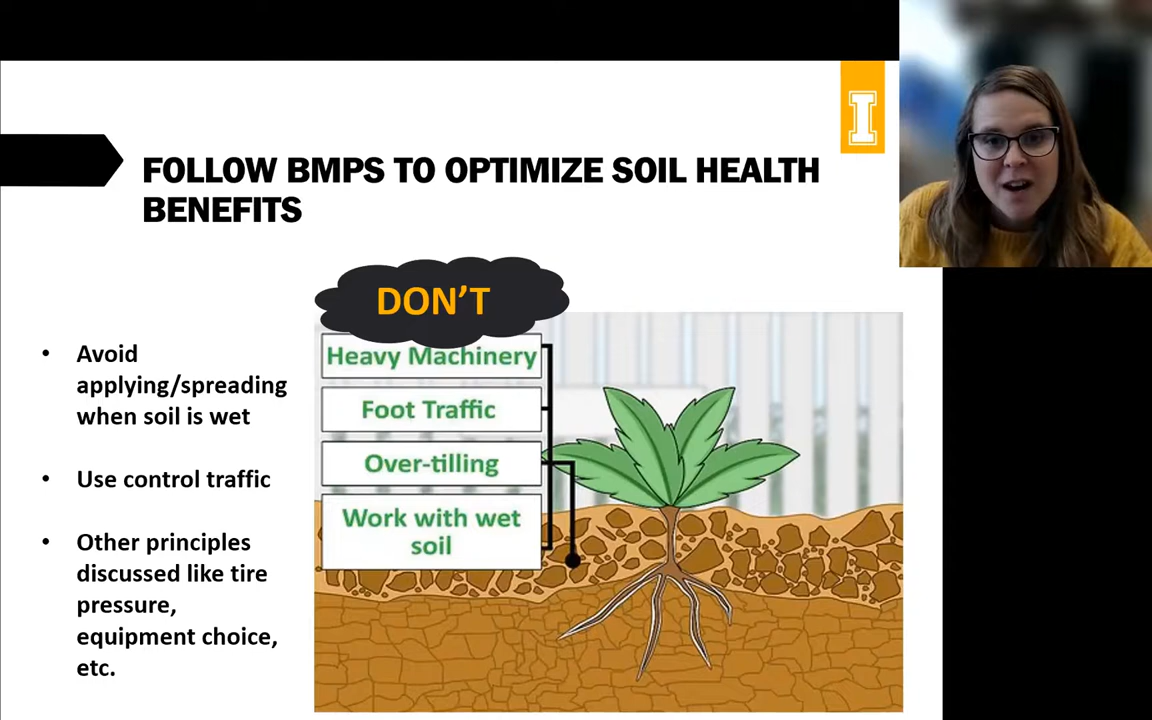 I
FOLLOW BMPS TO OPTIMIZE SOIL HEALTH
BENEFITS
DON'T
Heavy Machinery
Foot Traffic
Over-tilling
Work with wet
soil
• Avoid
applying/spreading
when soil is wet
• Use control traffic
• Other principles
discussed like tire
pressure,
equipment choice,
etc.